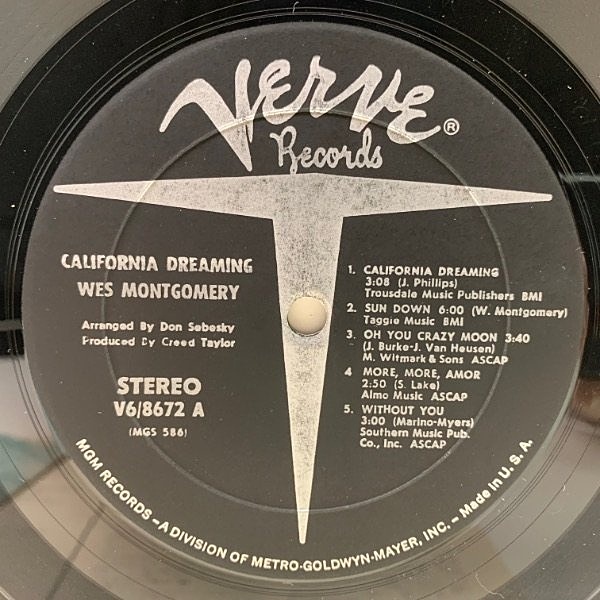 VERVE ®
Records
CALIFORNIA DREAMING
WES MONTGOMERY
Arranged By Don Sebesky
Produced by Creed Taylor
STEREO
V6/8672 A
(MGS 586)
1. CALIFORNIA DREAMING
3:08 (J. Phillips)
Trousdale Music Publishers BMI
2. SUN DOWN 6:00 (W. Montgomery)
Taggie Music BMI
3. OH YOU CRAZY MOON 3:40
(J. Burke-J. Van Heusen)
M. Witmark & Sons ASCAP
4 MORE, MORE, AMOR
2:50 (S. Lake)
Almo Music ASCAP
5. WITHOUT YOU
3:00 (Marino-Myers)
Southern Music Pub.
Co., Inc. ASCAP
MGM RECORDS – A DIVISION OF METRO-GOLDWYN-MAYER, INC. – Made in U. S. A.